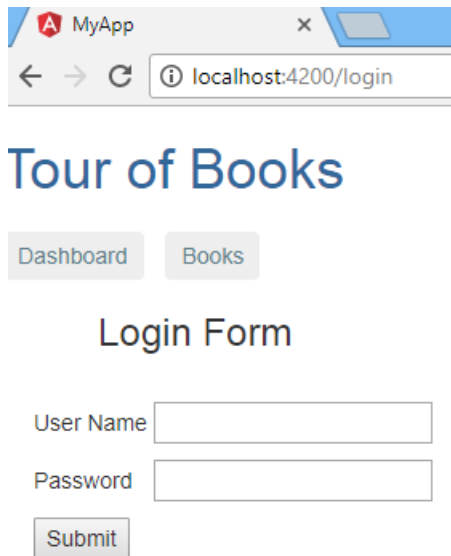 MyApp
localhost:4200/login
Tour of Books
Dashboard Books
Login Form
User Name
Password
Submit